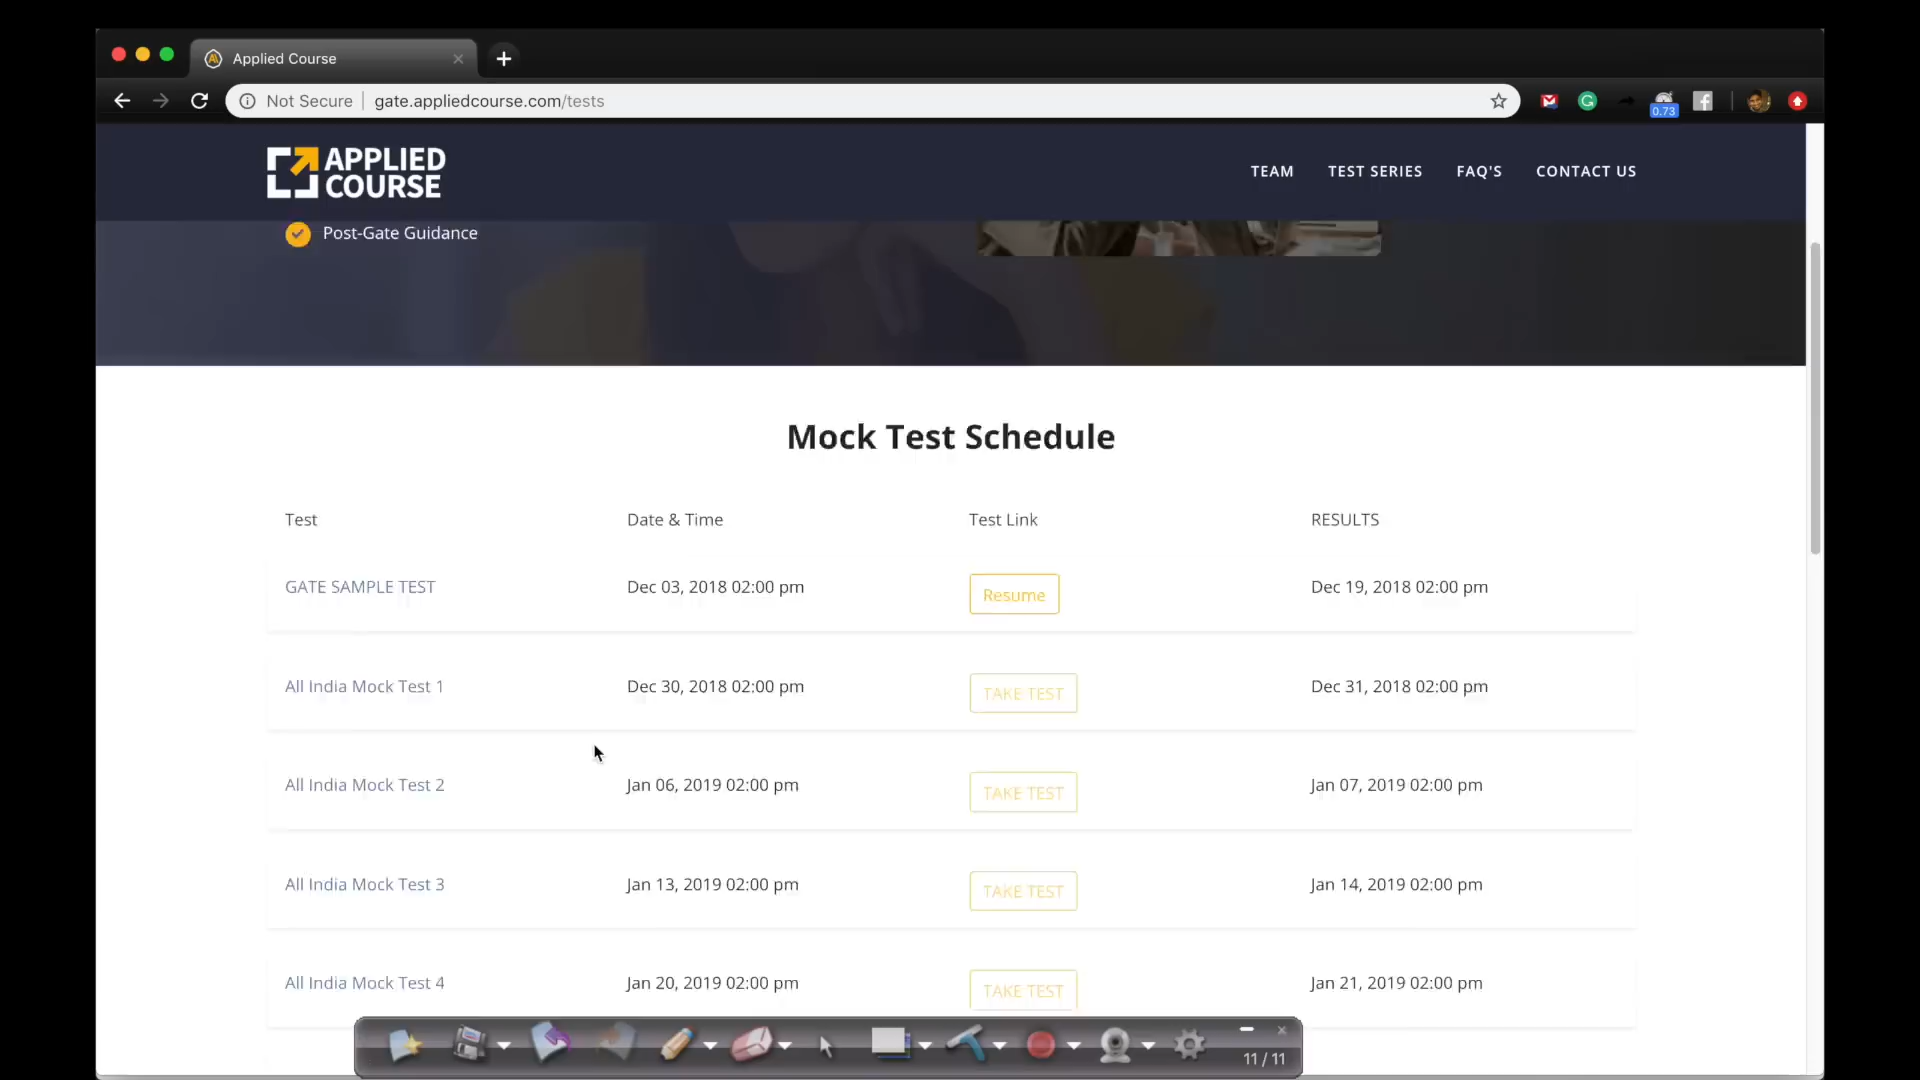 Applied Course
Not Secure gate.appliedcourse.com/tests
0.73
APPLIED
COURSE
TEAM TEST SERIES FAQ'S CONTACT US
Post-Gate Guidance
Mock Test Schedule
Test Date & Time Test Link RESULTS
GATE SAMPLE TEST Dec 03, 2018 02:00 pm Resume Dec 19, 2018 02:00 pm
All India Mock Test 1 Dec 30, 2018 02:00 pm TAKE TEST Dec 31, 2018 02:00 pm
All India Mock Test 2 Jan 06, 2019 02:00 pm TAKE TEST Jan 07, 2019 02:00 pm
All India Mock Test 3 Jan 13, 2019 02:00 pm TAKE TEST Jan 14, 2019 02:00 pm
All India Mock Test 4 Jan 20, 2019 02:00 pm TAKE TEST Jan 21, 2019 02:00 pm
11 / 11